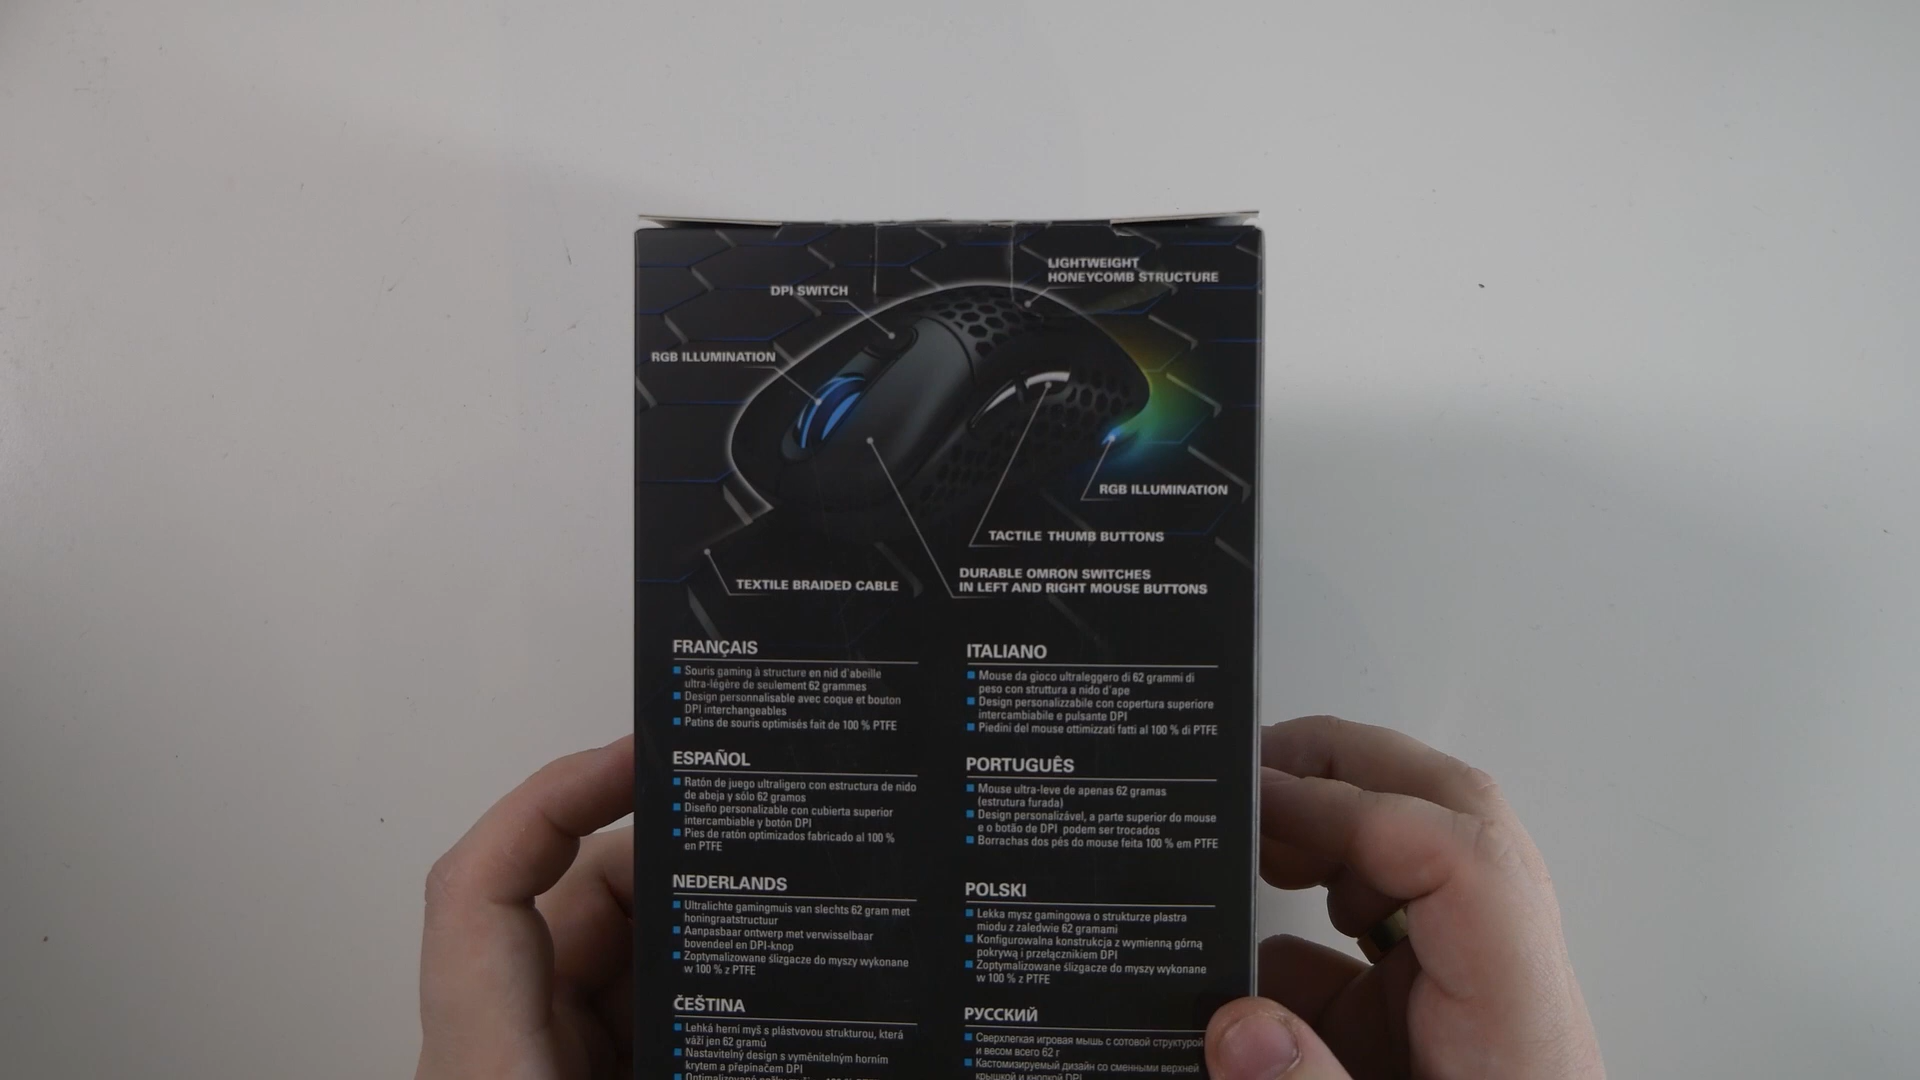 LIGHTWEIGHT
HONEYCOMB STRUCTURE
DPI SWITCH
RGB ILLUMINATION
RGB ILLUMINATION
TACTILE THUMB BUTTONS
DURABLE OMRON SWITCHES
IN LEFT AND RIGHT MOUSE BUTTONS
TEXTILE BRAIDED CABLE
FRANÇAIS
Souris gaming à structure en nid d'abeille
ultra-légère de seulement 62 grammes
Design personnalisable avec coque et bouton
DPI interchangeables
Patins de souris optimisés fait de 100 % PTFE
ESPAÑOL
Ratón de juego ultraligero con estructura de nido
de abeja y sólo 62 gramos
Diseño personalizable con cubierta superior
intercambiable y botón DPI
Pies de ratón optimizados fabricado al 100 %
en PTFE
NEDERLANDS
Ultralichte gamingmuis van slechts 62 gram met
honingraatstructuur
Aanpasbaar ontwerp met verwisselbaar
bovendeel en DPI-knop
Zoptymalizowane ślizgacze do myszy wykonane
w 100 % z PTFE
ČEŠTINA
Lehká herní myš s plástvovou strukturou, která
váží jen 62 gramů
Nastavitelný design s vyměnitelným horním
krytem a přepínačem DPI
ITALIANO
Mouse da gioco ultraleggero di 62 grammi di
peso con struttura a nido d'ape
Design personalizzabile con copertura superiore
intercambiabile e pulsante DPI
Piedini del mouse ottimizzati fatti al 100 % di PTFE
PORTUGUÊS
Mouse ultra-leve de apenas 62 gramas
(estrutura furada)
Design personalizável, a parte superior do mouse
e o botão de DPI podem ser trocados
Borrachas dos pés do mouse feita 100 % em PTFE
POLSKI
Lekka mysz gamingowa o strukturze plastra
miodu z zaledwie 62 gramami
Konfigurowalna konstrukcja z wymienną górną
pokrywą i przełącznikiem DPI
Zoptymalizowane ślizgacze do myszy wykonane
w 100 % z PTFE
РУССКИЙ
Сверхлегкая игровая мышь с сотовой структурой
и весом всего 62 г
Кастомизируемый дизайн со сменными верхней
крышкой и кнопкой DPI